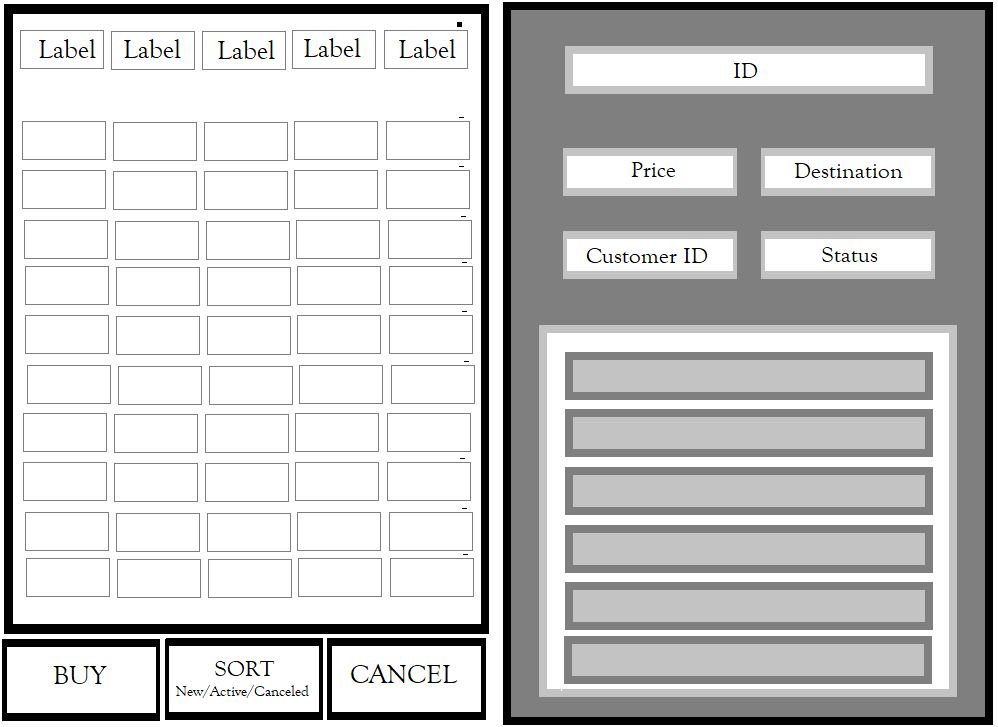 Label Label Label Label Label
BUY
SORT
New/Active/Canceled
CANCEL
ID
Price Destination
Customer ID Status